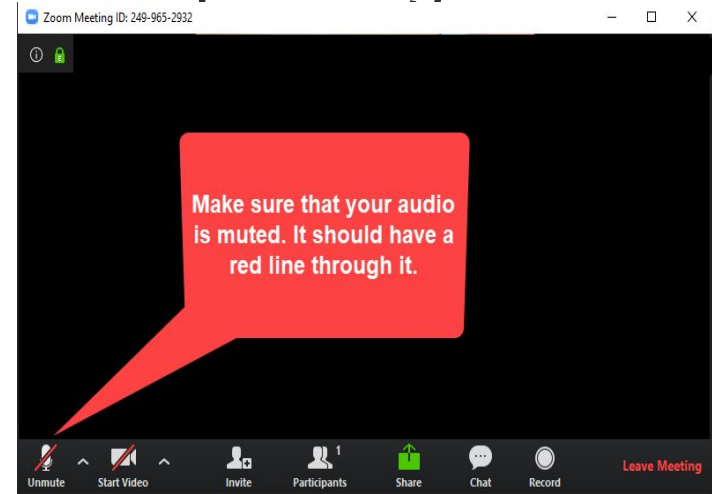 Zoom Meeting ID: 249-965-2932
Make sure that your audio
is muted. It should have a
red line through it.
1
Unmute Start Video Invite Participants Share Chat Record Leave Meeting